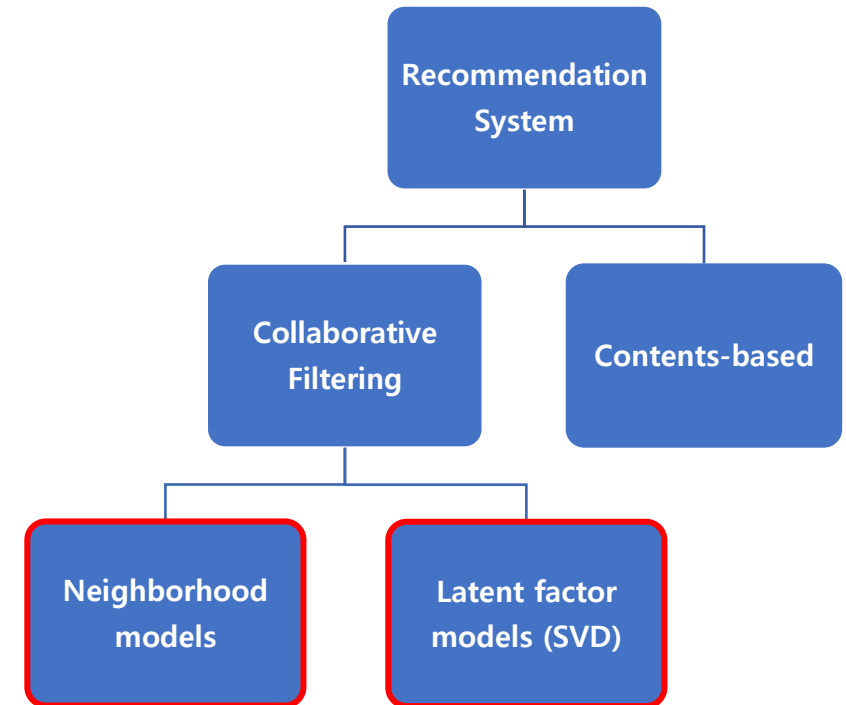 Recommendation
System
Collaborative
Filtering
Contents-based
Neighborhood
models
Latent factor
models (SVD)